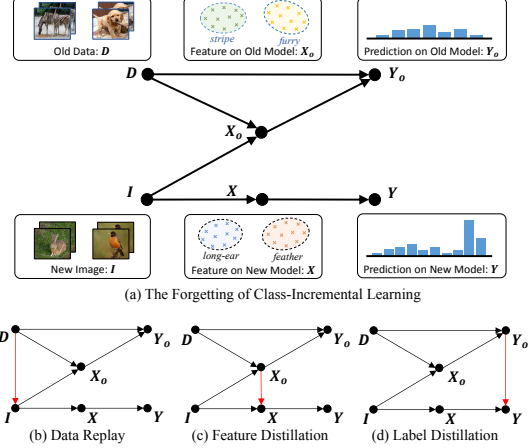 stripe furry
Old Data: D Feature on Old Model: Xₒ Prediction on Old Model: Yₒ
D Yₒ
Xₒ
I X Y
long-ear feather
New Image: I Feature on New Model: X Prediction on New Model: Y
(a) The Forgetting of Class-Incremental Learning
D Yₒ D Yₒ D Yₒ
Xₒ Xₒ Xₒ
I X Y I X Y I X Y
(b) Data Replay (c) Feature Distillation (d) Label Distillation